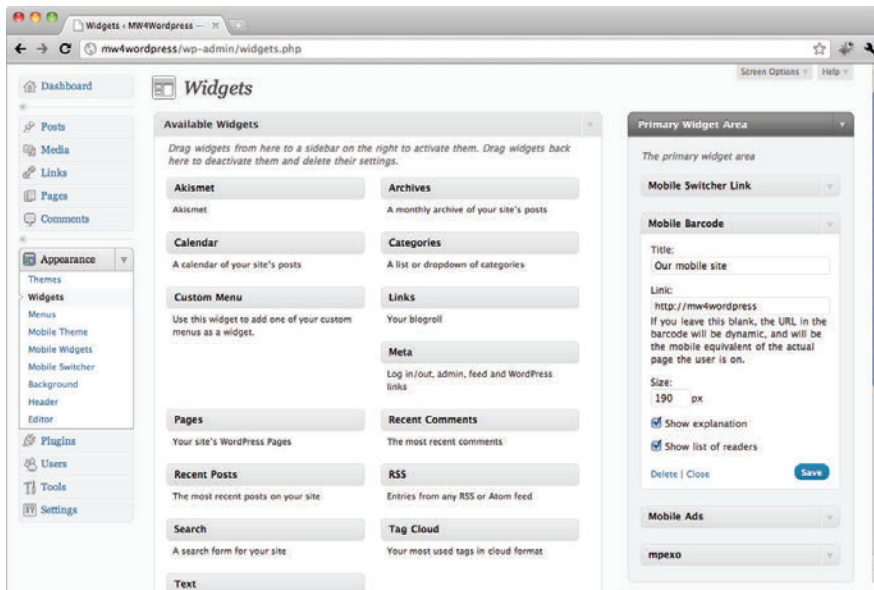 Widgets ‹ MW4Wordpress —
mw4wordpress/wp-admin/widgets.php
Screen Options
Help
Dashboard
Posts
Media
Links
Pages
Comments
Appearance
Themes
Widgets
Menus
Mobile Theme
Mobile Widgets
Mobile Switcher
Background
Header
Editor
Plugins
Users
Tools
Settings
Widgets
Available Widgets
Drag widgets from here to a sidebar on the right to activate them. Drag widgets back
here to deactivate them and delete their settings.
Akismet
Akismet
Archives
A monthly archive of your site's posts
Calendar
A calendar of your site's posts
Categories
A list or dropdown of categories
Custom Menu
Use this widget to add one of your custom
menus as a widget.
Links
Your blogroll
Meta
Log in/out, admin, feed and WordPress
links
Pages
Your site's WordPress Pages
Recent Comments
The most recent comments
Recent Posts
The most recent posts on your site
RSS
Entries from any RSS or Atom feed
Search
A search form for your site
Tag Cloud
Your most used tags in cloud format
Text
Primary Widget Area
The primary widget area
Mobile Switcher Link
Mobile Barcode
Title:
Our mobile site
Link:
http://mw4wordpress
If you leave this blank, the URL in the
barcode will be dynamic, and will be
the mobile equivalent of the actual
page the user is on.
Size:
190 px
Show explanation
Show list of readers
Delete | Close
Save
Mobile Ads
mpexo